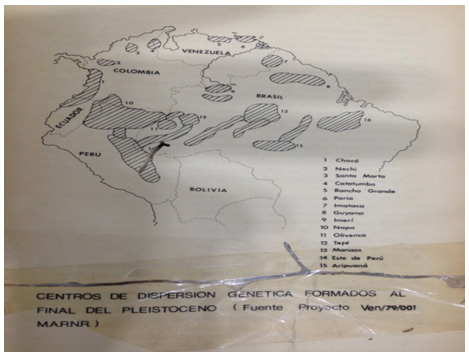 VENEZUELA
COLOMBIA
ECUADOR
BRASIL
PERU
BOLIVIA
1 Chocó
2 Nechí
3 Santa Marta
4 Catatumbo
5 Rancho Grande
6 Paria
7 Imataca
8 Guyana
9 Imerí
10 Napo
11 Olivenca
12 Tefé
13 Manaos
14 Este de Perú
15 Aripuaná
CENTROS DE DISPERSION GENETICA FORMADOS AL
FINAL DEL PLEISTOCENO ( Fuente Proyecto Ven/79/001
MARNR. )